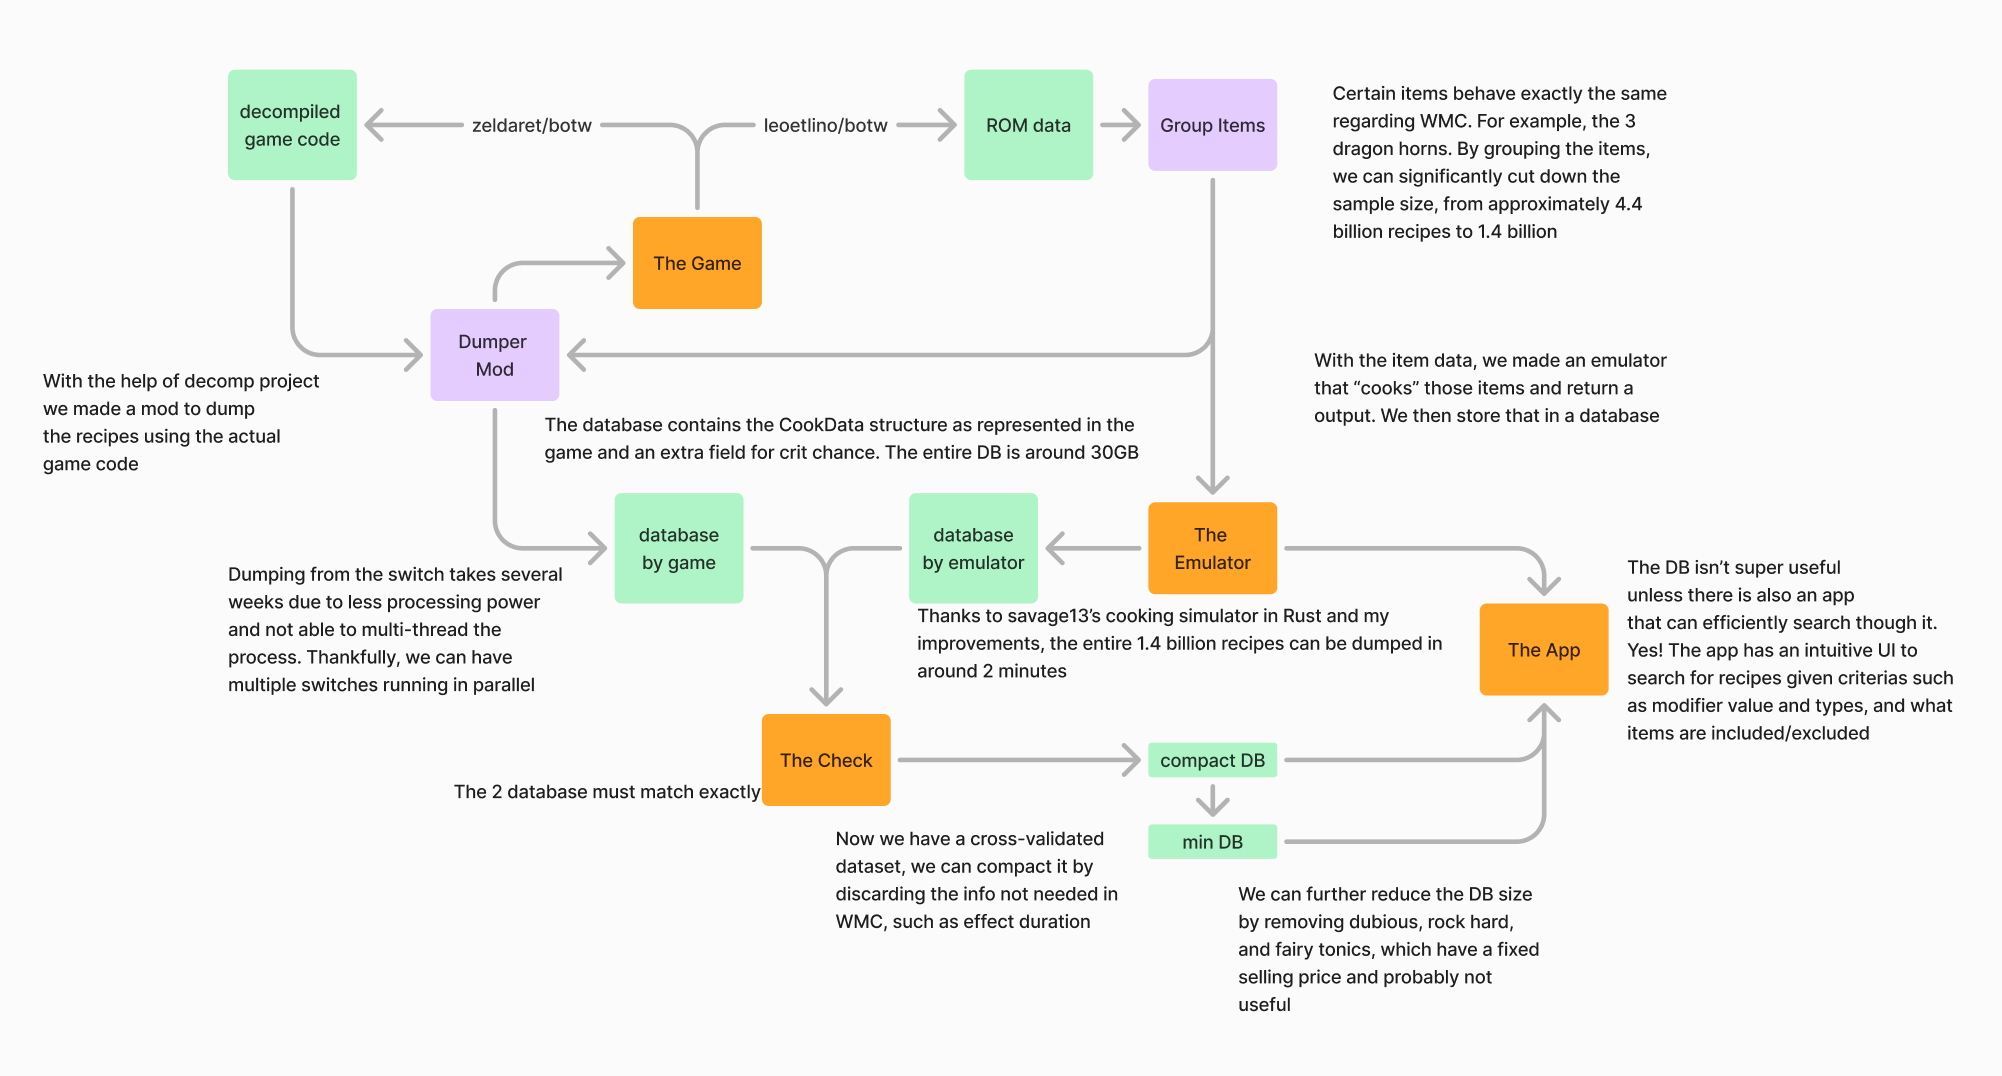 decompiled
game code
zeldaret/botw
leoetlino/botw
ROM data
Group Items
Certain items behave exactly the same
regarding WMC. For example, the 3
dragon horns. By grouping the items,
we can significantly cut down the
sample size, from approximately 4.4
billion recipes to 1.4 billion
The Game
Dumper
Mod
With the help of decomp project
we made a mod to dump
the recipes using the actual
game code
With the item data, we made an emulator
that “cooks” those items and return a
output. We then store that in a database
The database contains the CookData structure as represented in the
game and an extra field for crit chance. The entire DB is around 30GB
database
by game
database
by emulator
The
Emulator
Dumping from the switch takes several
weeks due to less processing power
and not able to multi-thread the
process. Thankfully, we can have
multiple switches running in parallel
Thanks to savage13’s cooking simulator in Rust and my
improvements, the entire 1.4 billion recipes can be dumped in
around 2 minutes
The App
The DB isn’t super useful
unless there is also an app
that can efficiently search though it.
Yes! The app has an intuitive UI to
search for recipes given criterias such
as modifier value and types, and what
items are included/excluded
The Check
The 2 database must match exactly
compact DB
min DB
Now we have a cross-validated
dataset, we can compact it by
discarding the info not needed in
WMC, such as effect duration
We can further reduce the DB size
by removing dubious, rock hard,
and fairy tonics, which have a fixed
selling price and probably not
useful